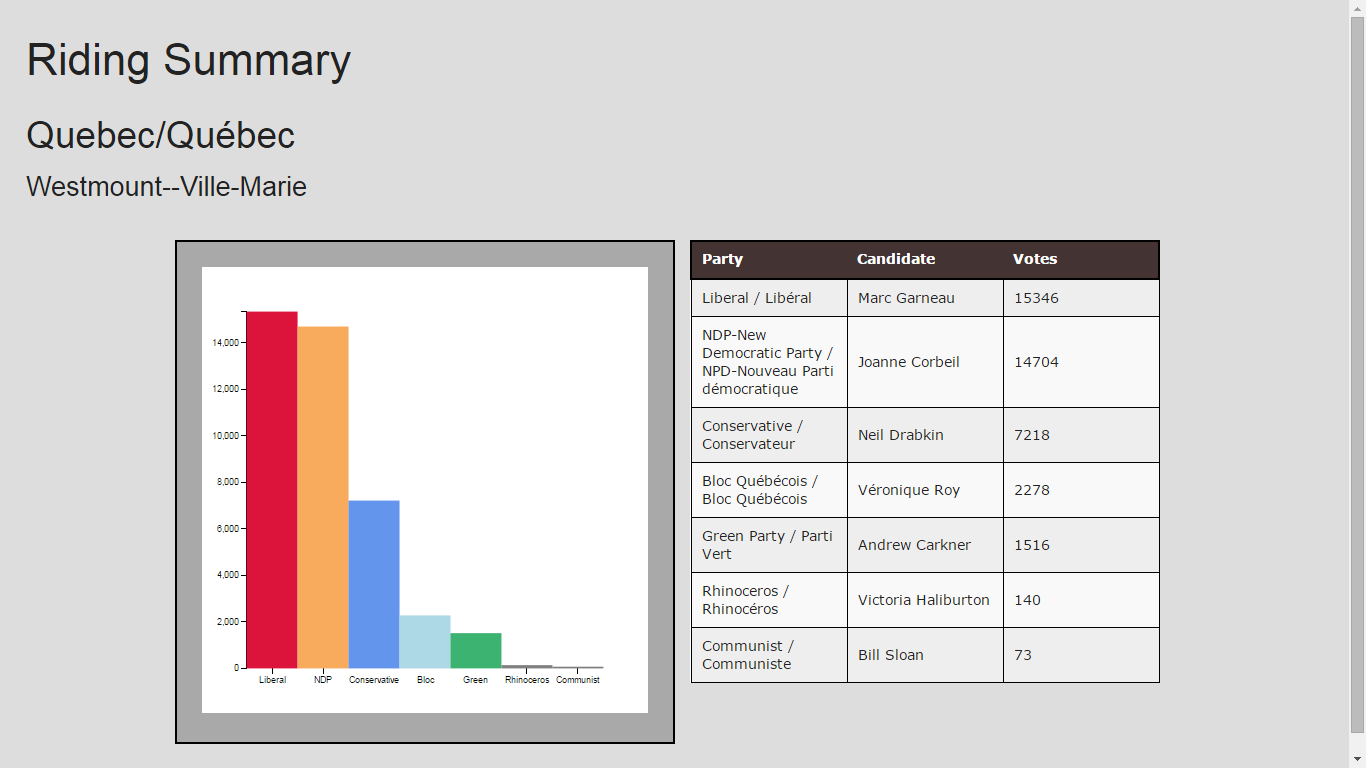 Riding Summary
Quebec/Québec
Westmount--Ville-Marie
14,000
12,000
10,000
8,000
6,000
4,000
2,000
0
Liberal NDP Conservative Bloc Green Rhinoceros Communist
Party Candidate Votes
Liberal / Libéral Marc Garneau 15346
NDP-New
Democratic Party /
NPD-Nouveau Parti
démocratique
Joanne Corbeil 14704
Conservative /
Conservateur
Neil Drabkin 7218
Bloc Québécois /
Bloc Québécois
Véronique Roy 2278
Green Party / Parti
Vert
Andrew Carkner 1516
Rhinoceros /
Rhinocéros
Victoria Haliburton 140
Communist /
Communiste
Bill Sloan 73